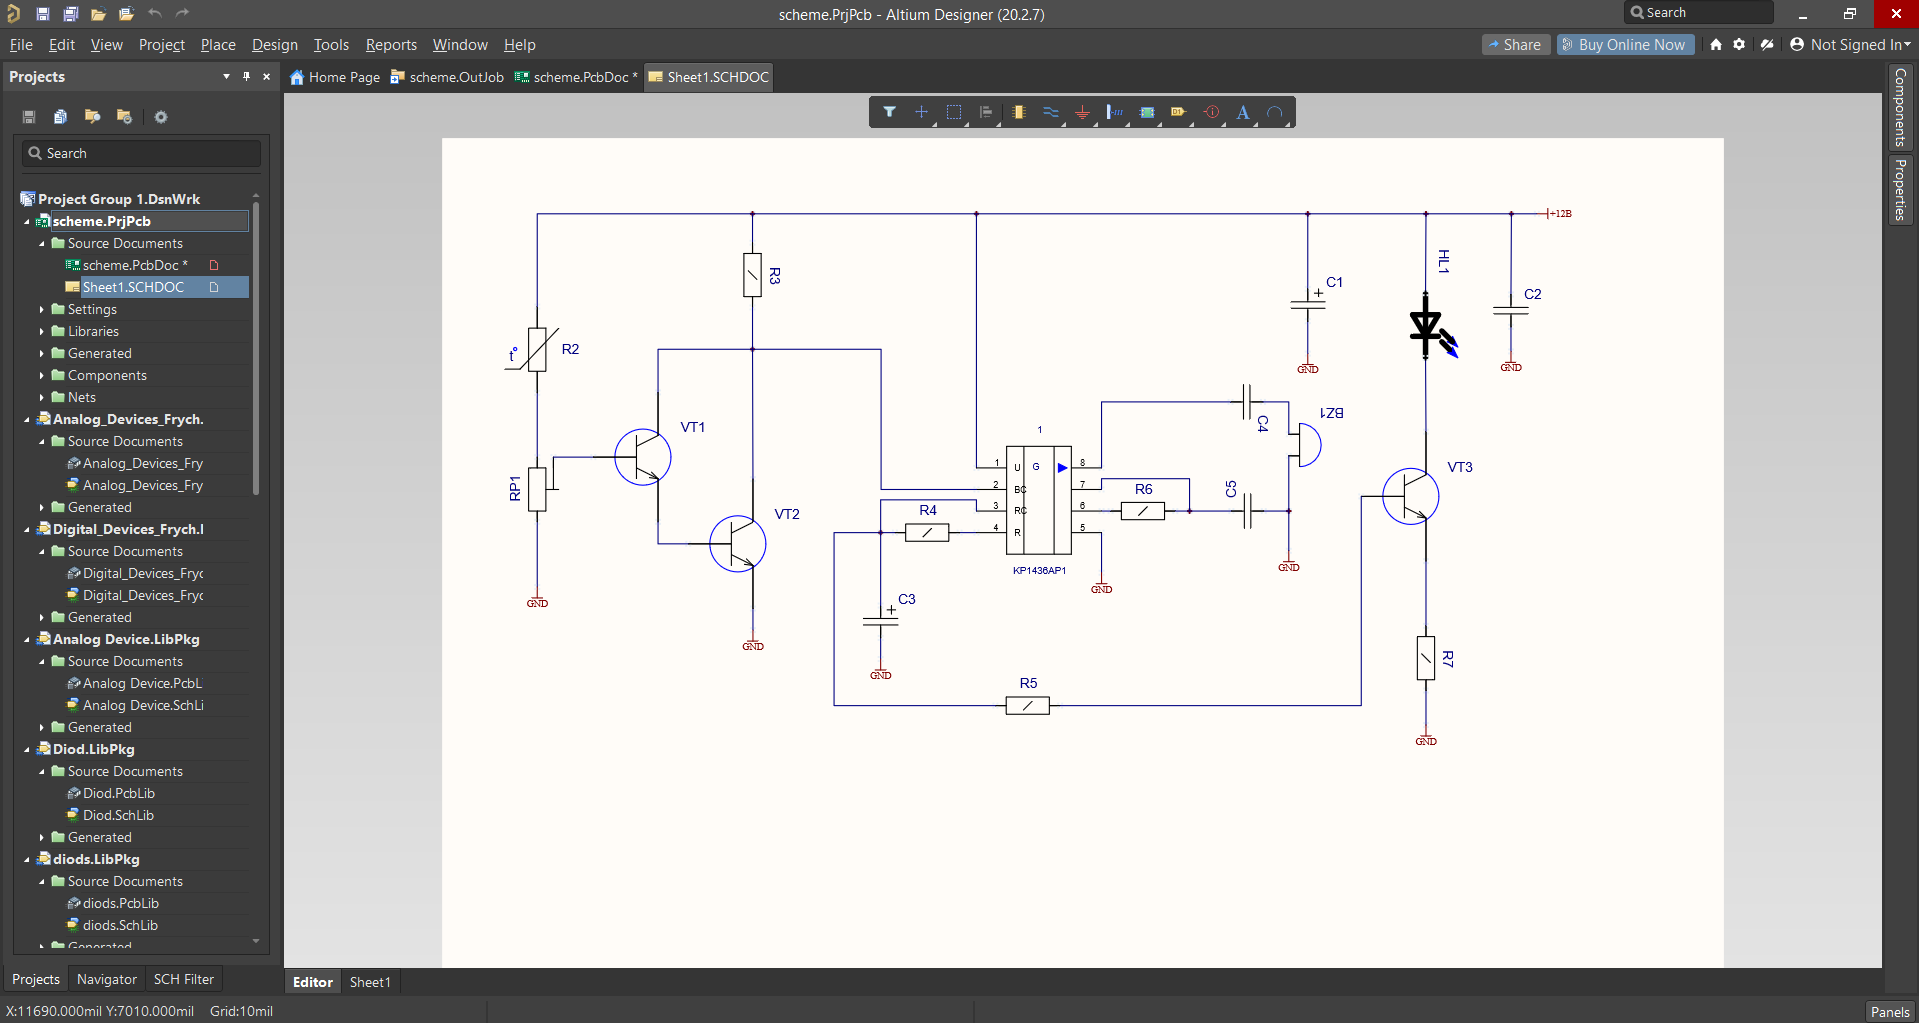 scheme.PrjPcb - Altium Designer (20.2.7)
Search
File Edit View Project Place Design Tools Reports Window Help
Share
Buy Online Now
Not Signed In
Projects
Home Page
scheme.OutJob
scheme.PcbDoc *
Sheet1.SCHDOC
Components
Properties
Search
Project Group 1.DsnWrk
scheme.PrjPcb
Source Documents
scheme.PcbDoc *
Sheet1.SCHDOC
Settings
Libraries
Generated
Components
Nets
Analog_Devices_Frych.
Source Documents
Analog_Devices_Fry
Analog_Devices_Fry
Generated
Digital_Devices_Frych.I
Source Documents
Digital_Devices_Fryc
Digital_Devices_Fryc
Generated
Analog Device.LibPkg
Source Documents
Analog Device.PcbL
Analog Device.SchLi
Generated
Diod.LibPkg
Source Documents
Diod.PcbLib
Diod.SchLib
Generated
diods.LibPkg
Source Documents
diods.PcbLib
diods.SchLib
Generated
Projects Navigator SCH Filter
+12B
R3
HL1
C1
+
C2
R2
t°
GND
GND
C4
BZ1
VT1
1
VT3
RP1
1 U G 8
2 BC 7
3 RC 6
4 R 5
R6
C5
R4
VT2
KP1436AP1
GND
GND
GND
C3
+
GND
GND
R7
R5
GND
Editor Sheet1
X:11690.000mil Y:7010.000mil Grid:10mil
Panels